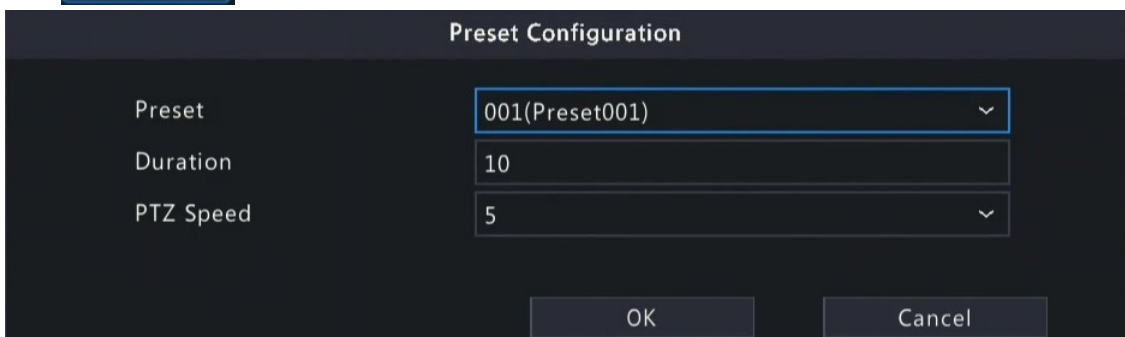 Preset Configuration
Preset 001(Preset001)
Duration 10
PTZ Speed 5
OK Cancel